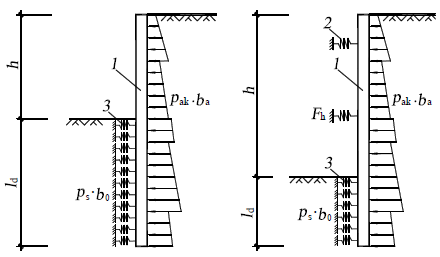 h
l_d
1
3
p_ak·b_a
p_s·b_0
h
l_d
2
1
F_h
3
p_ak·b_a
p_s·b_0